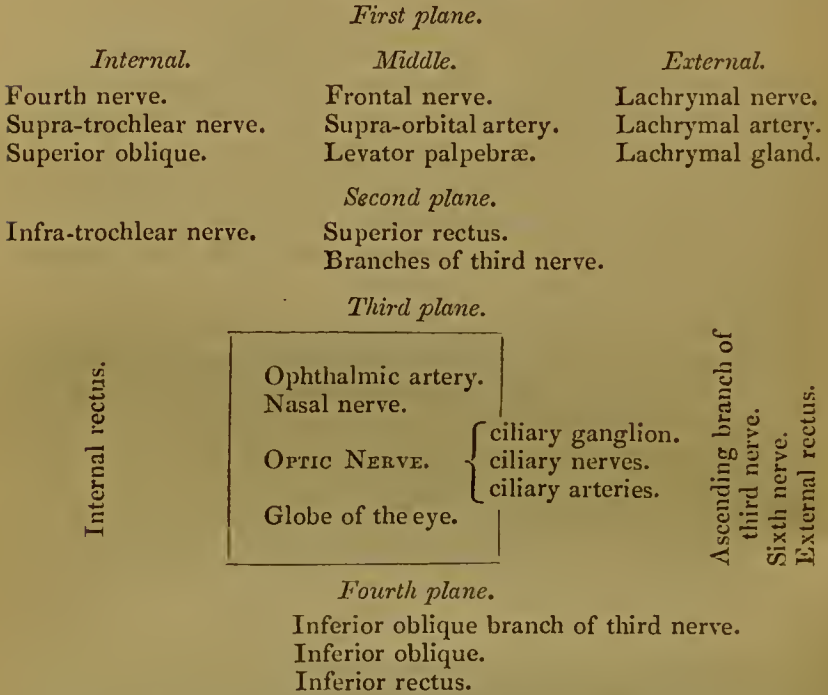 First plane.
Internal. Middle. External.
Fourth nerve. Frontal nerve. Lachrymal nerve.
Supra-trochlear nerve. Supra-orbital artery. Lachrymal artery.
Superior oblique. Levator palpebræ. Lachrymal gland.
Second plane.
Infra-trochlear nerve. Superior rectus.
Branches of third nerve.
Third plane.
Internal rectus.
Ophthalmic artery.
Nasal nerve.
OPTIC NERVE.
ciliary ganglion.
ciliary nerves.
ciliary arteries.
Globe of the eye.
Ascending branch of
third nerve.
Sixth nerve.
External rectus.
Fourth plane.
Inferior oblique branch of third nerve.
Inferior oblique.
Inferior rectus.